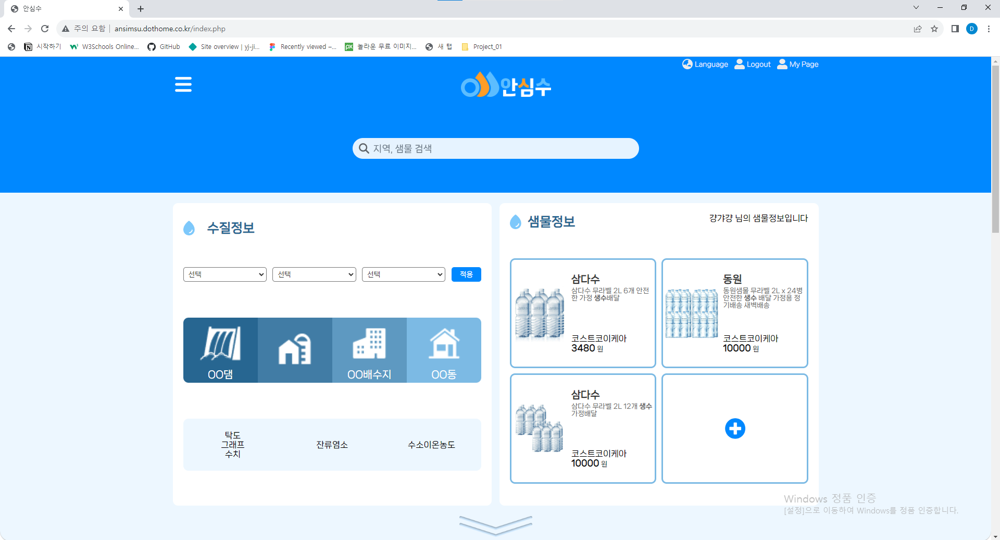 안심수
주의 요함
ansimsu.dothome.co.kr/index.php
D
시작하기
W3Schools Online...
GitHub
Site overview | yj-ji...
Recently viewed –...
놀라운 무료 이미지...
새 탭
Project_01
Language
Logout
My Page
안심수
지역, 샘물 검색
수질정보
선택
선택
선택
적용
OO댐
OO배수지
OO동
탁도
그래프
수치
잔류염소
수소이온농도
샘물정보
걍걔걍 님의 샘물정보입니다
삼다수
삼다수 무라벨 2L 6개 안전
한 가정 생수배달
코스트코이케아
3480 원
동원
동원샘물 무라벨 2L x 24병
안전한 생수 배달 가정용 정
기배송 새벽배송
코스트코이케아
10000 원
삼다수
삼다수 무라벨 2L 12개 생수
가정배달
코스트코이케아
10000 원
Windows 정품 인증
[설정]으로 이동하여 Windows를 정품 인증합니다.